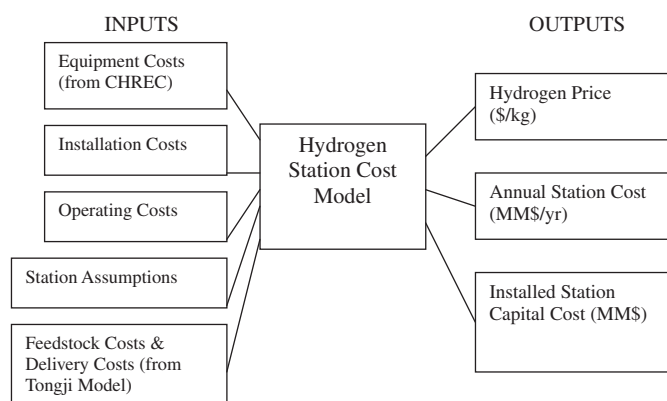 INPUTS
Equipment Costs
(from CHREC)
Installation Costs
Operating Costs
Station Assumptions
Feedstock Costs &
Delivery Costs (from
Tongji Model)
Hydrogen
Station Cost
Model
OUTPUTS
Hydrogen Price
($/kg)
Annual Station Cost
(MM$/yr)
Installed Station
Capital Cost (MM$)